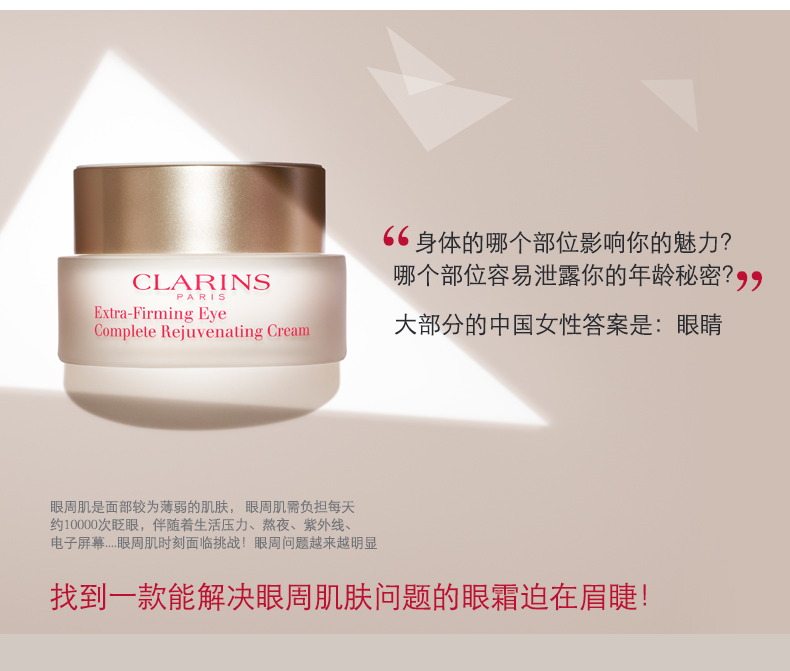 CLARINS
PARIS
Extra-Firming Eye
Complete Rejuvenating Cream
“身体的哪个部位影响你的魅力？
哪个部位容易泄露你的年龄秘密？”
大部分的中国女性答案是：眼睛
眼周肌是面部较为薄弱的肌肤， 眼周肌需负担每天
约10000次眨眼，伴随着生活压力、熬夜、紫外线、
电子屏幕....眼周肌时刻面临挑战！眼周问题越来越明显
找到一款能解决眼周肌肤问题的眼霜迫在眉睫！